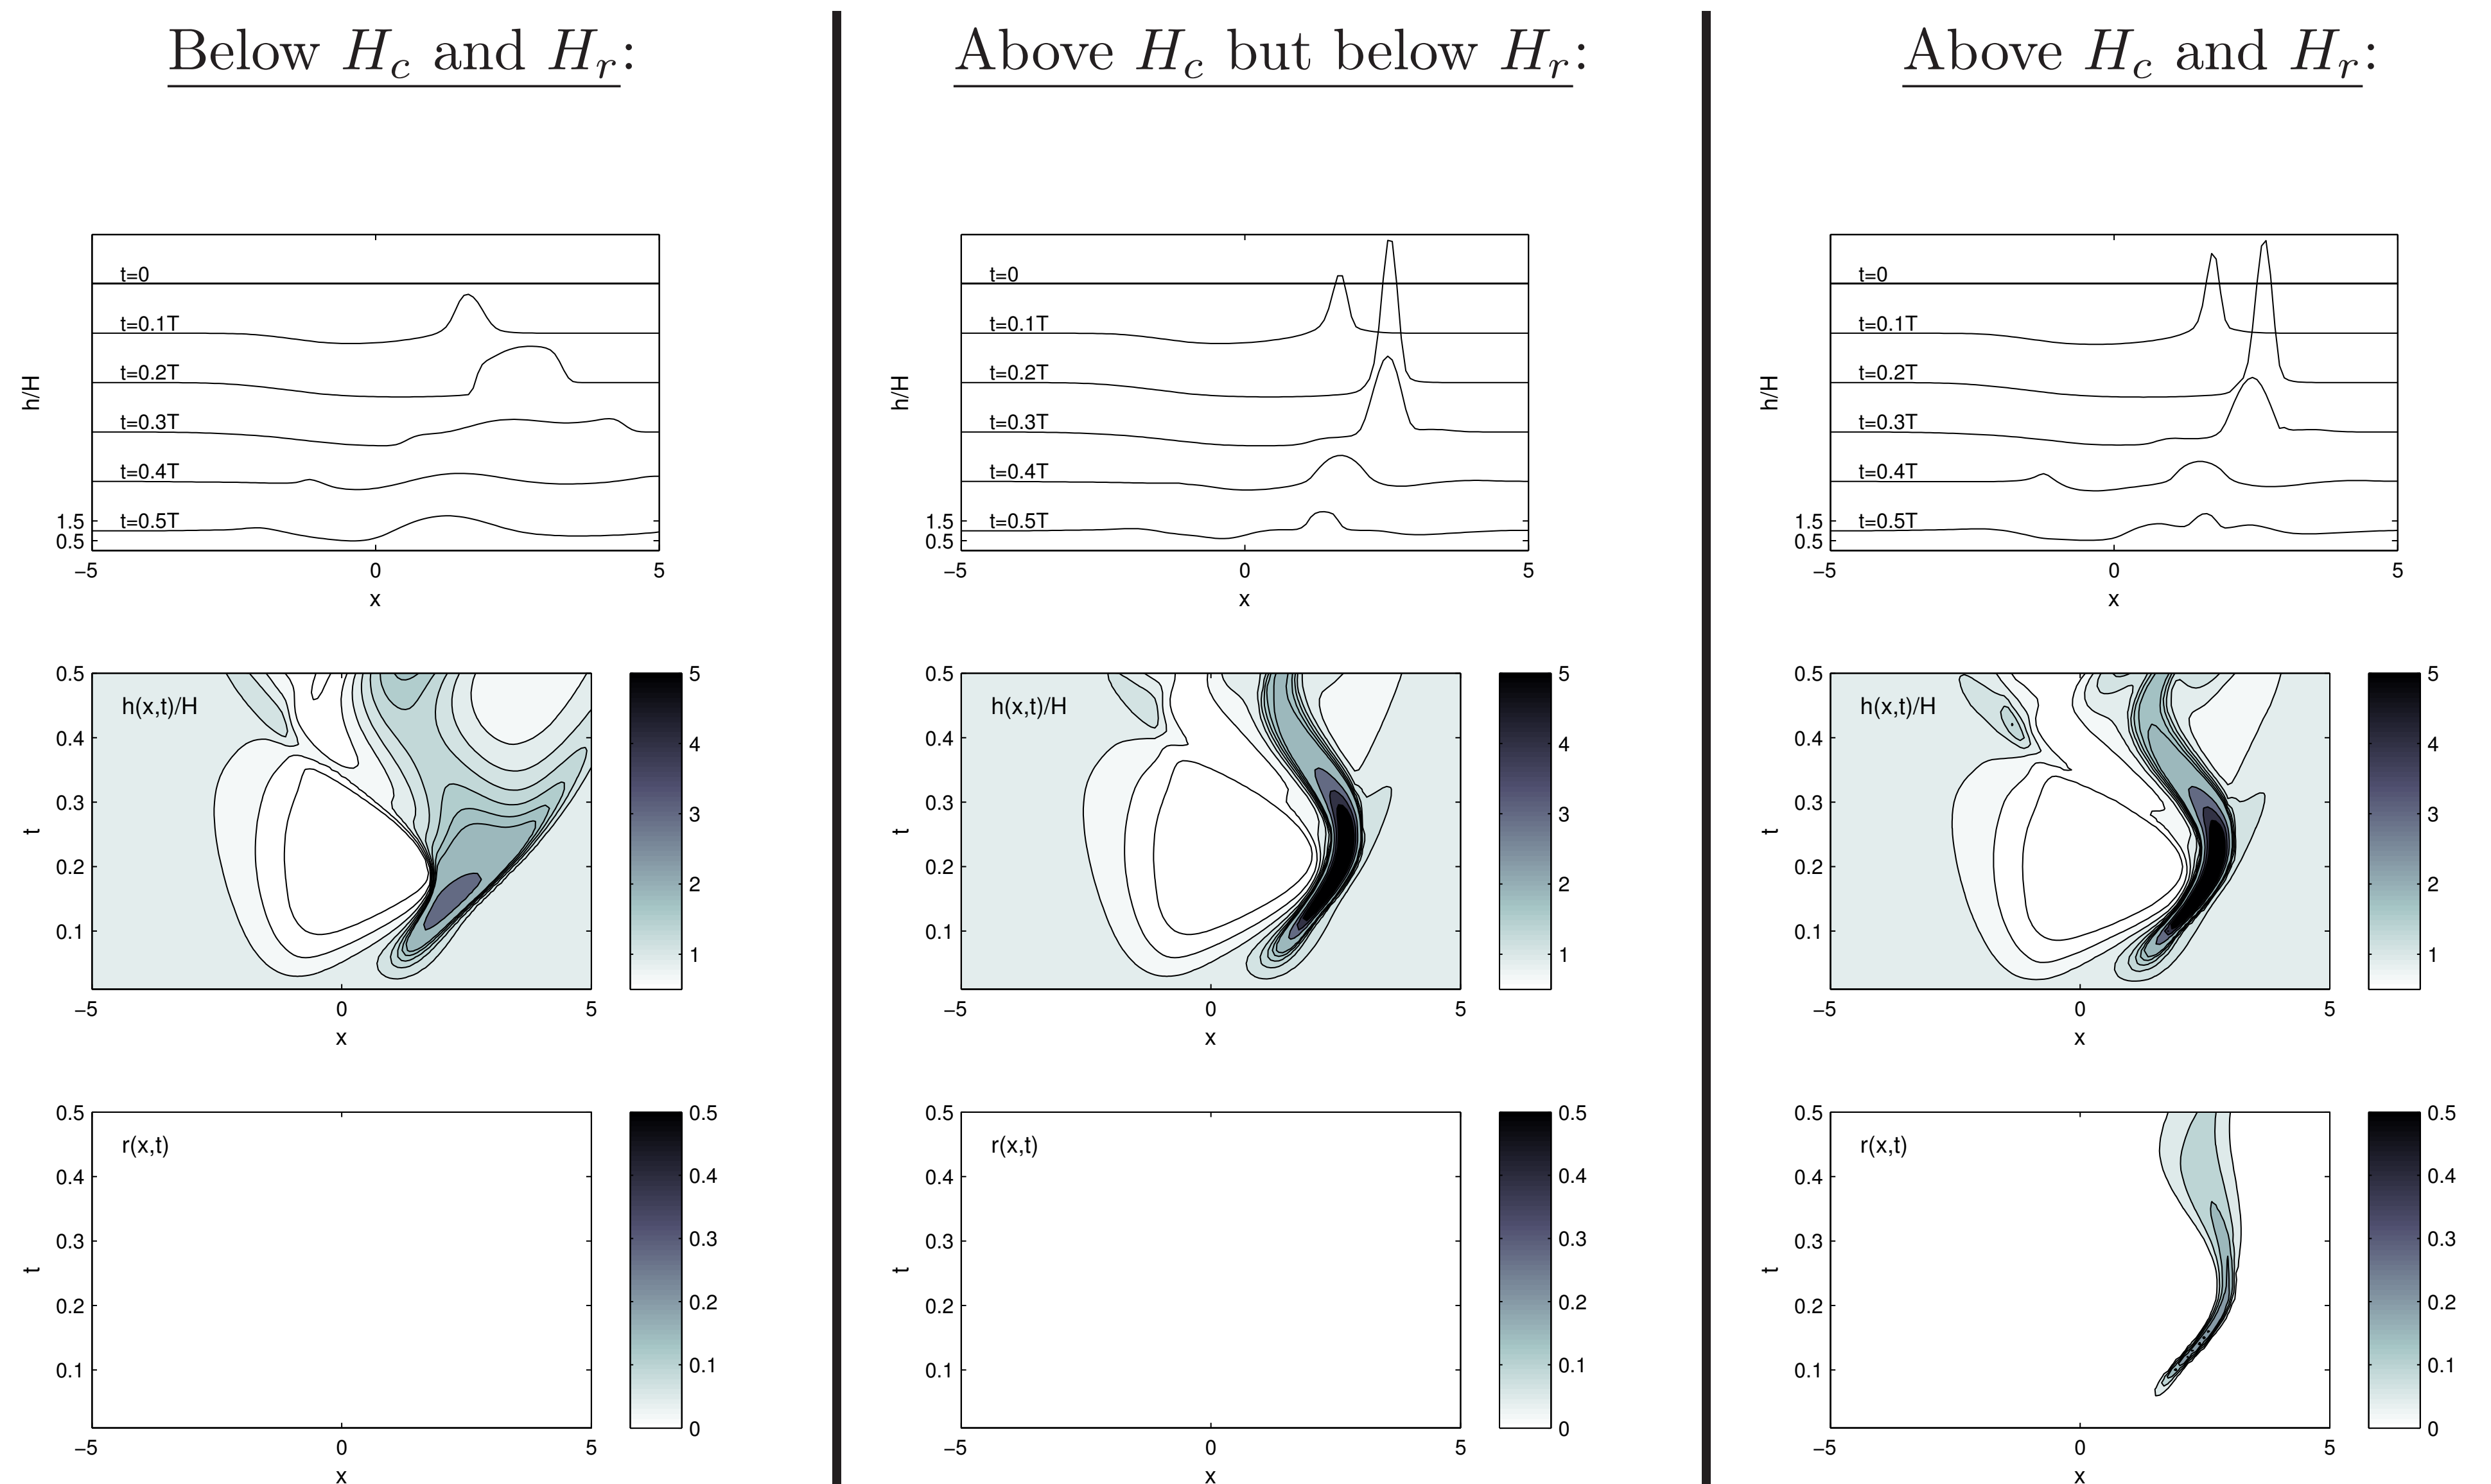 Below H_c and H_r:
t=0
t=0.1T
t=0.2T
t=0.3T
t=0.4T
t=0.5T
1.5
0.5
h/H
−5 0 5
x
h(x,t)/H
0.5
0.4
0.3
0.2
0.1
t
−5 0 5
x
5
4
3
2
1
r(x,t)
0.5
0.4
0.3
0.2
0.1
t
−5 0 5
x
0.5
0.4
0.3
0.2
0.1
0
Above H_c but below H_r:
t=0
t=0.1T
t=0.2T
t=0.3T
t=0.4T
t=0.5T
1.5
0.5
h/H
−5 0 5
x
h(x,t)/H
0.5
0.4
0.3
0.2
0.1
t
−5 0 5
x
5
4
3
2
1
r(x,t)
0.5
0.4
0.3
0.2
0.1
t
−5 0 5
x
0.5
0.4
0.3
0.2
0.1
0
Above H_c and H_r:
t=0
t=0.1T
t=0.2T
t=0.3T
t=0.4T
t=0.5T
1.5
0.5
h/H
−5 0 5
x
h(x,t)/H
0.5
0.4
0.3
0.2
0.1
t
−5 0 5
x
5
4
3
2
1
r(x,t)
0.5
0.4
0.3
0.2
0.1
t
−5 0 5
x
0.5
0.4
0.3
0.2
0.1
0